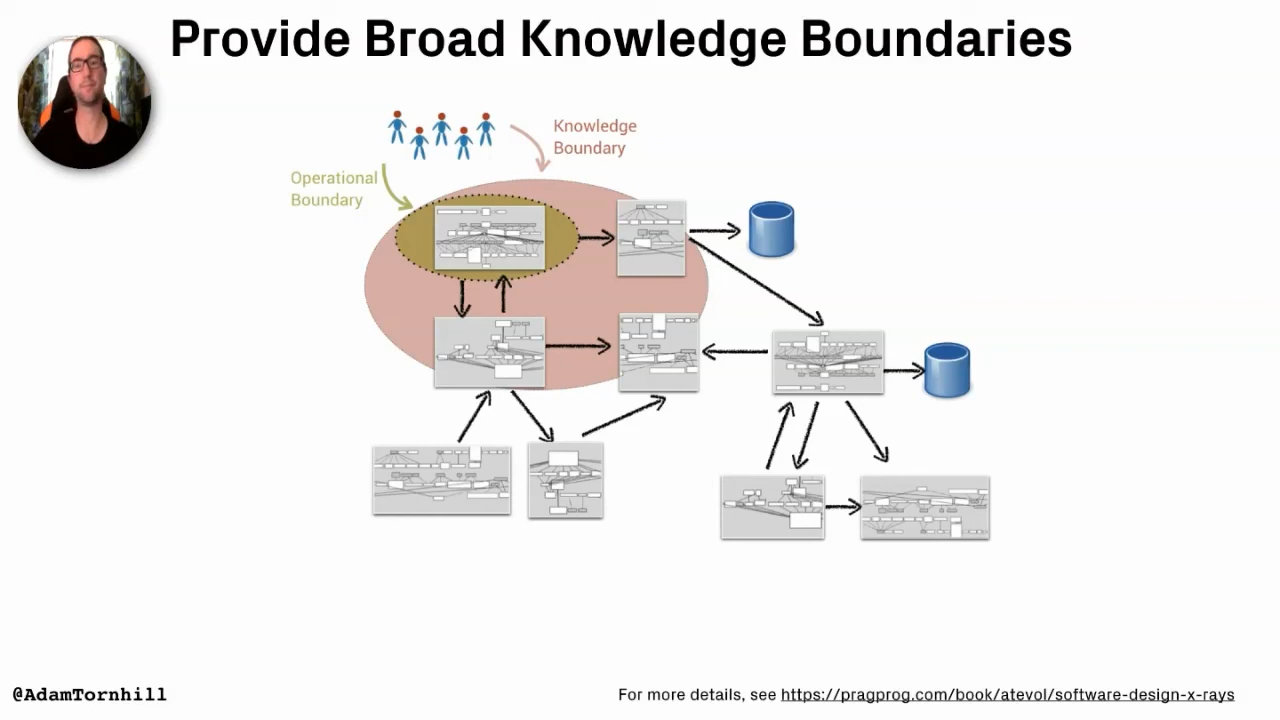 Provide Broad Knowledge Boundaries
Knowledge
Boundary
Operational
Boundary
@AdamTornhill
For more details, see https://pragprog.com/book/atevol/software-design-x-rays